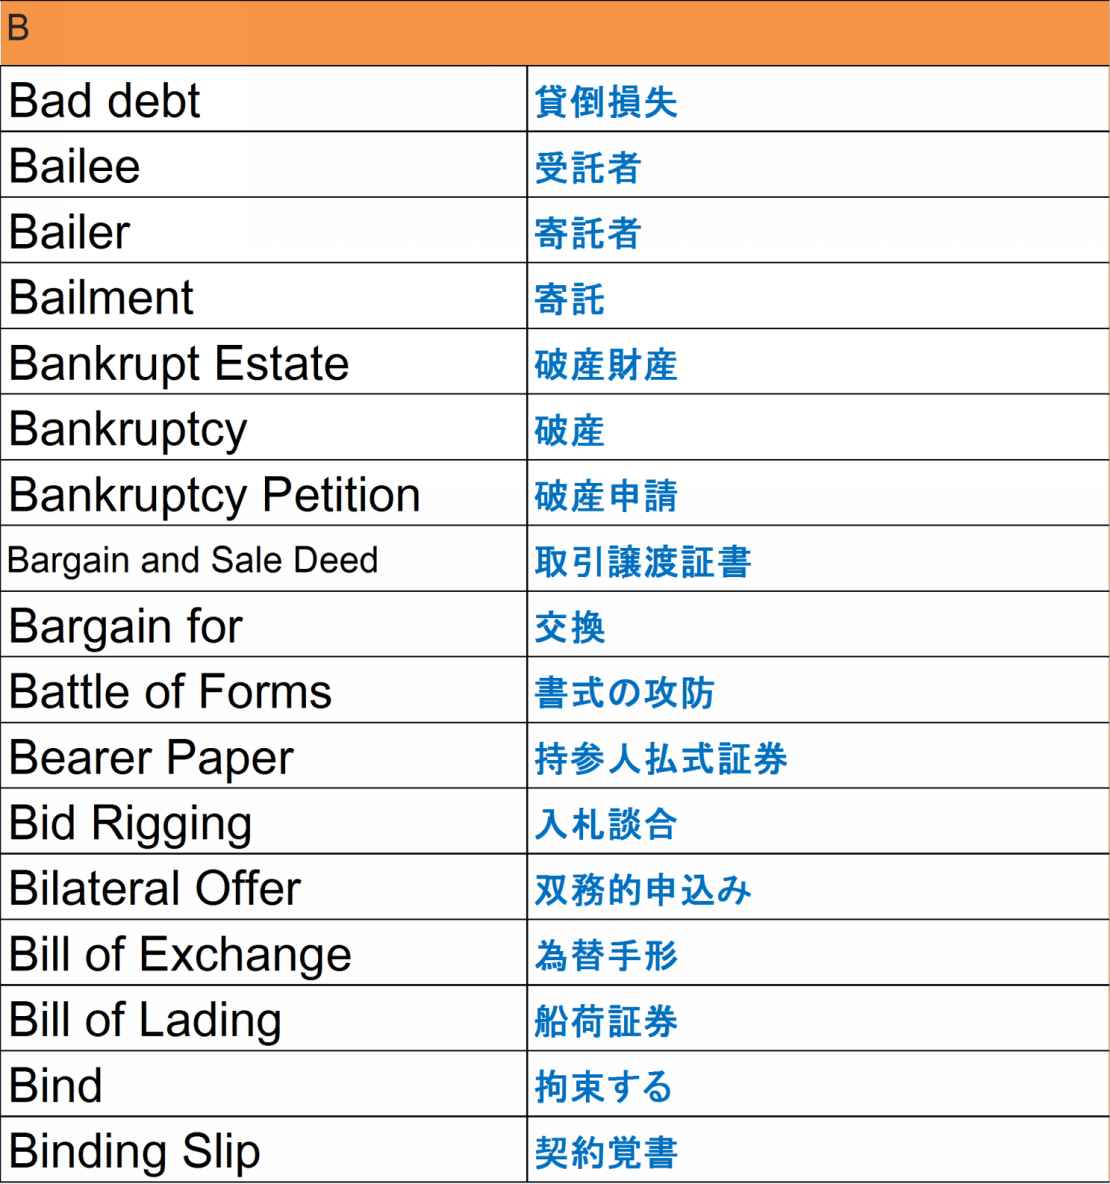 B
Bad debt 貸倒損失
Bailee 受託者
Bailer 寄託者
Bailment 寄託
Bankrupt Estate 破産財産
Bankruptcy 破産
Bankruptcy Petition 破産申請
Bargain and Sale Deed 取引譲渡証書
Bargain for 交換
Battle of Forms 書式の攻防
Bearer Paper 持参人払式証券
Bid Rigging 入札談合
Bilateral Offer 双務的申込み
Bill of Exchange 為替手形
Bill of Lading 船荷証券
Bind 拘束する
Binding Slip 契約覚書